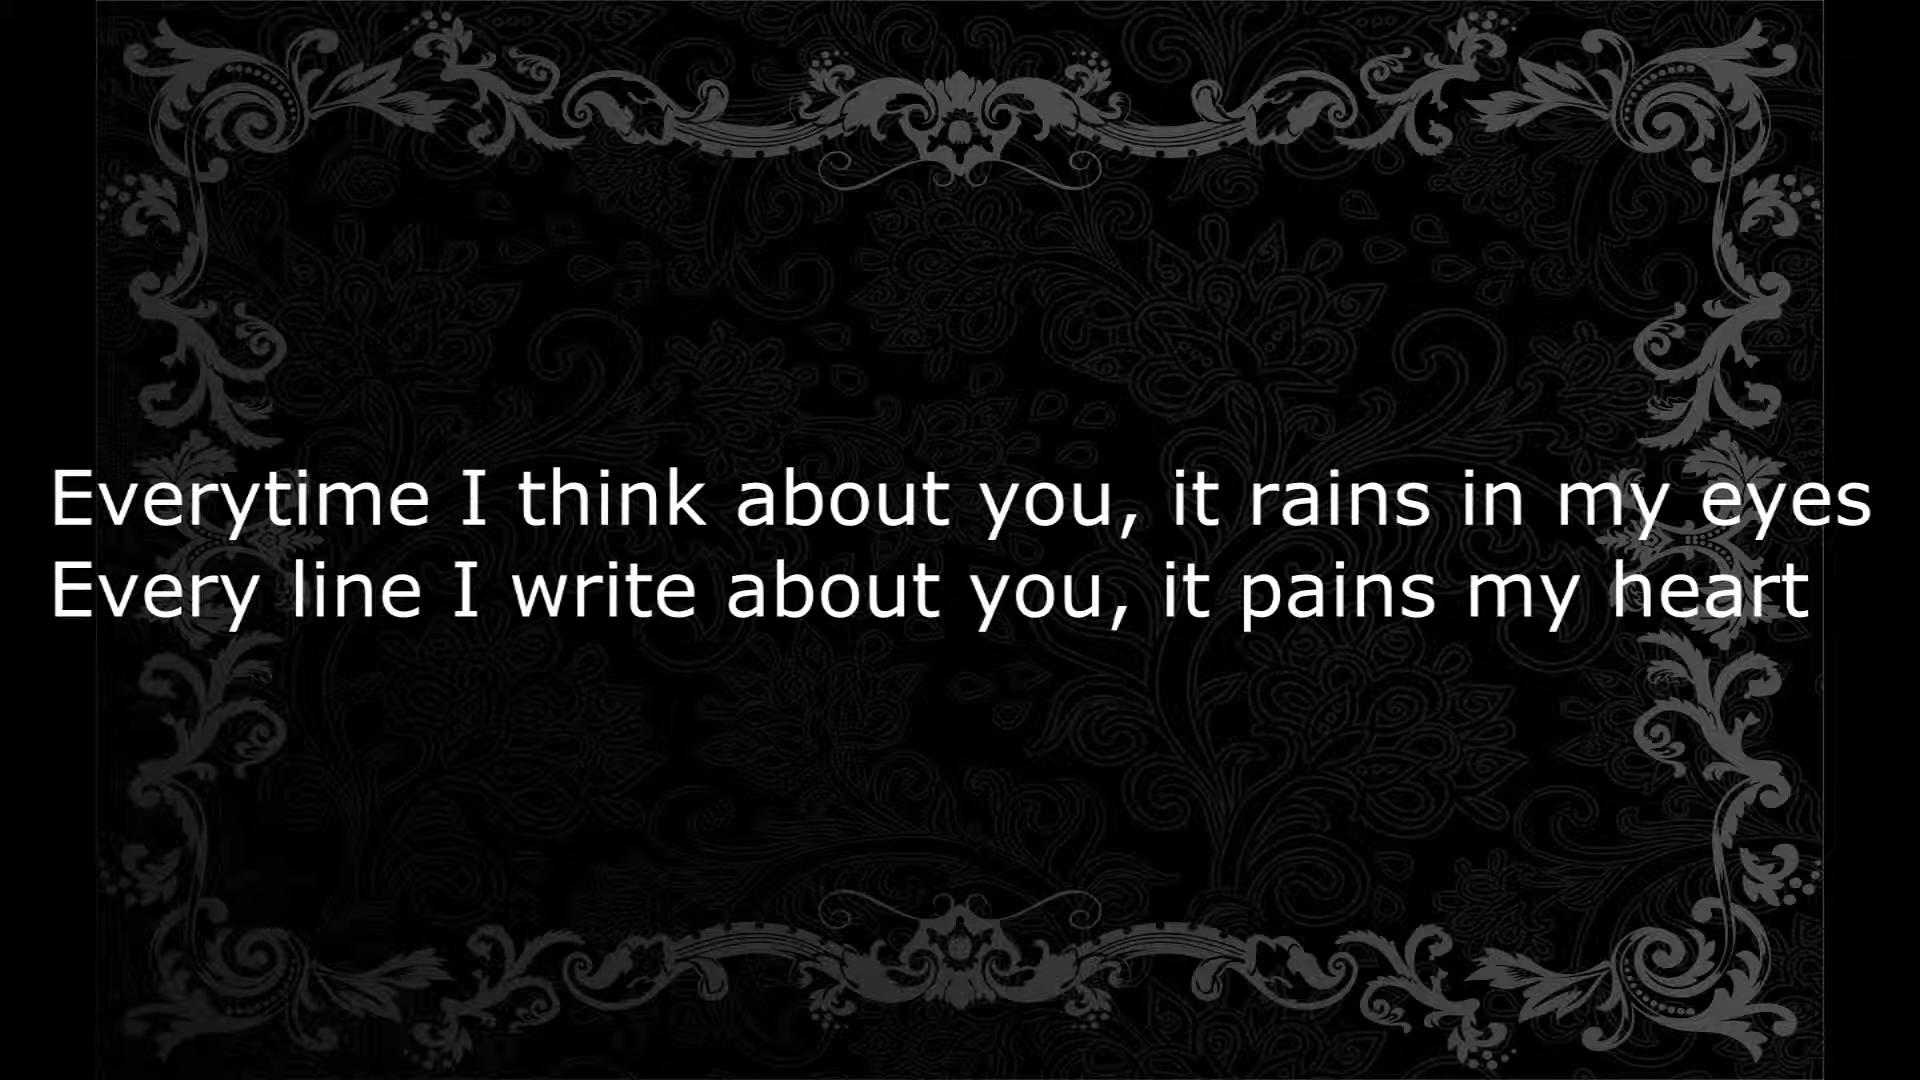 Everytime I think about you, it rains in my eyes
Every line I write about you, it pains my heart